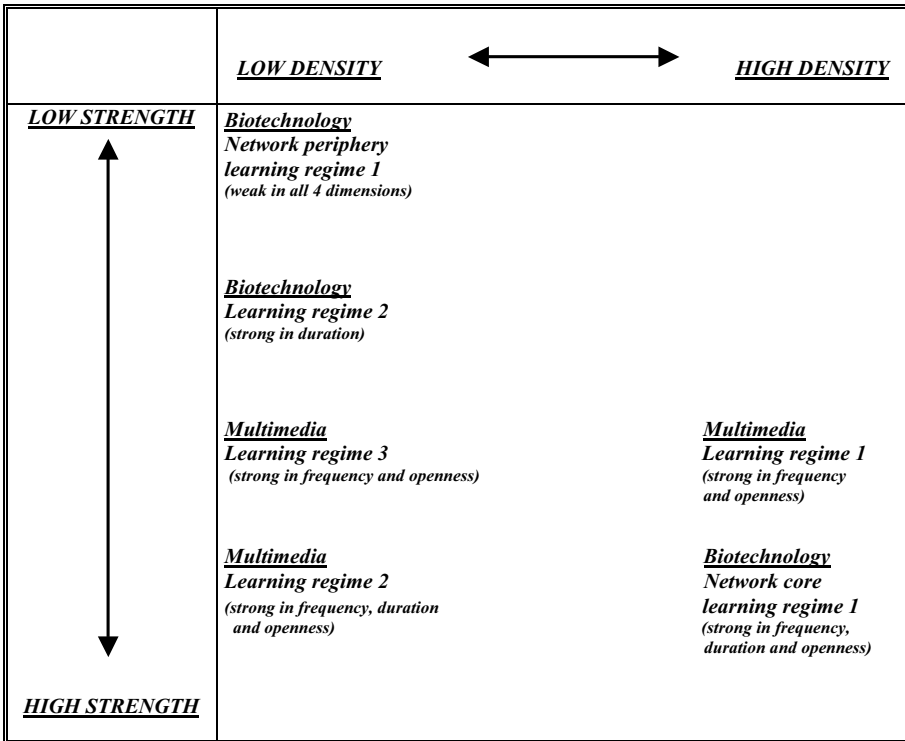 LOW DENSITY
HIGH DENSITY
LOW STRENGTH
Biotechnology
Network periphery
learning regime 1
(weak in all 4 dimensions)
Biotechnology
Learning regime 2
(strong in duration)
Multimedia
Learning regime 3
(strong in frequency and openness)
Multimedia
Learning regime 1
(strong in frequency
and openness)
Multimedia
Learning regime 2
(strong in frequency, duration
and openness)
Biotechnology
Network core
learning regime 1
(strong in frequency,
duration and openness)
HIGH STRENGTH